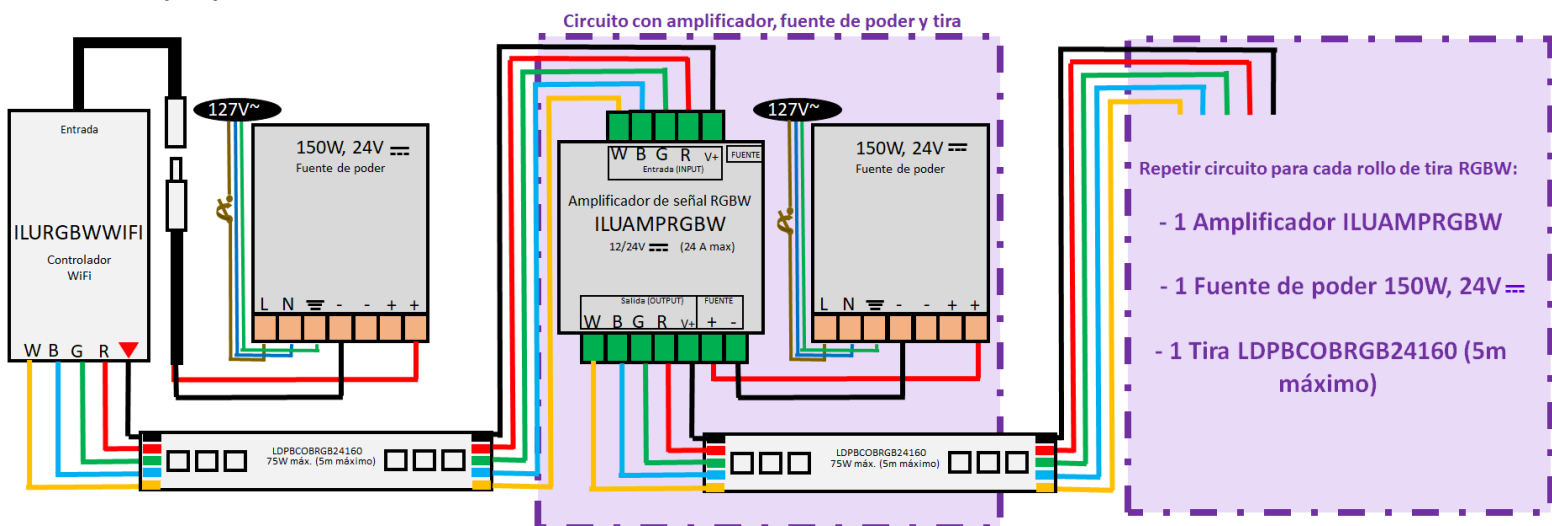 Circuito con amplificador, fuente de poder y tira
Entrada
ILURGBWWIFI
Controlador
WiFi
W B G R
127V~
150W, 24V
Fuente de poder
L N - - + +
LDPBCOBRGB24160
75W máx. (5m máximo)
W B G R V+ FUENTE
Entrada (INPUT)
Amplificador de señal RGBW
ILUAMPRGBW
12/24V (24 A max)
Salida (OUTPUT) FUENTE
W B G R V+ + -
127V~
150W, 24V
Fuente de poder
L N - - + +
LDPBCOBRGB24160
75W máx. (5m máximo)
Repetir circuito para cada rollo de tira RGBW:
- 1 Amplificador ILUAMPRGBW
- 1 Fuente de poder 150W, 24V
- 1 Tira LDPBCOBRGB24160 (5m
máximo)